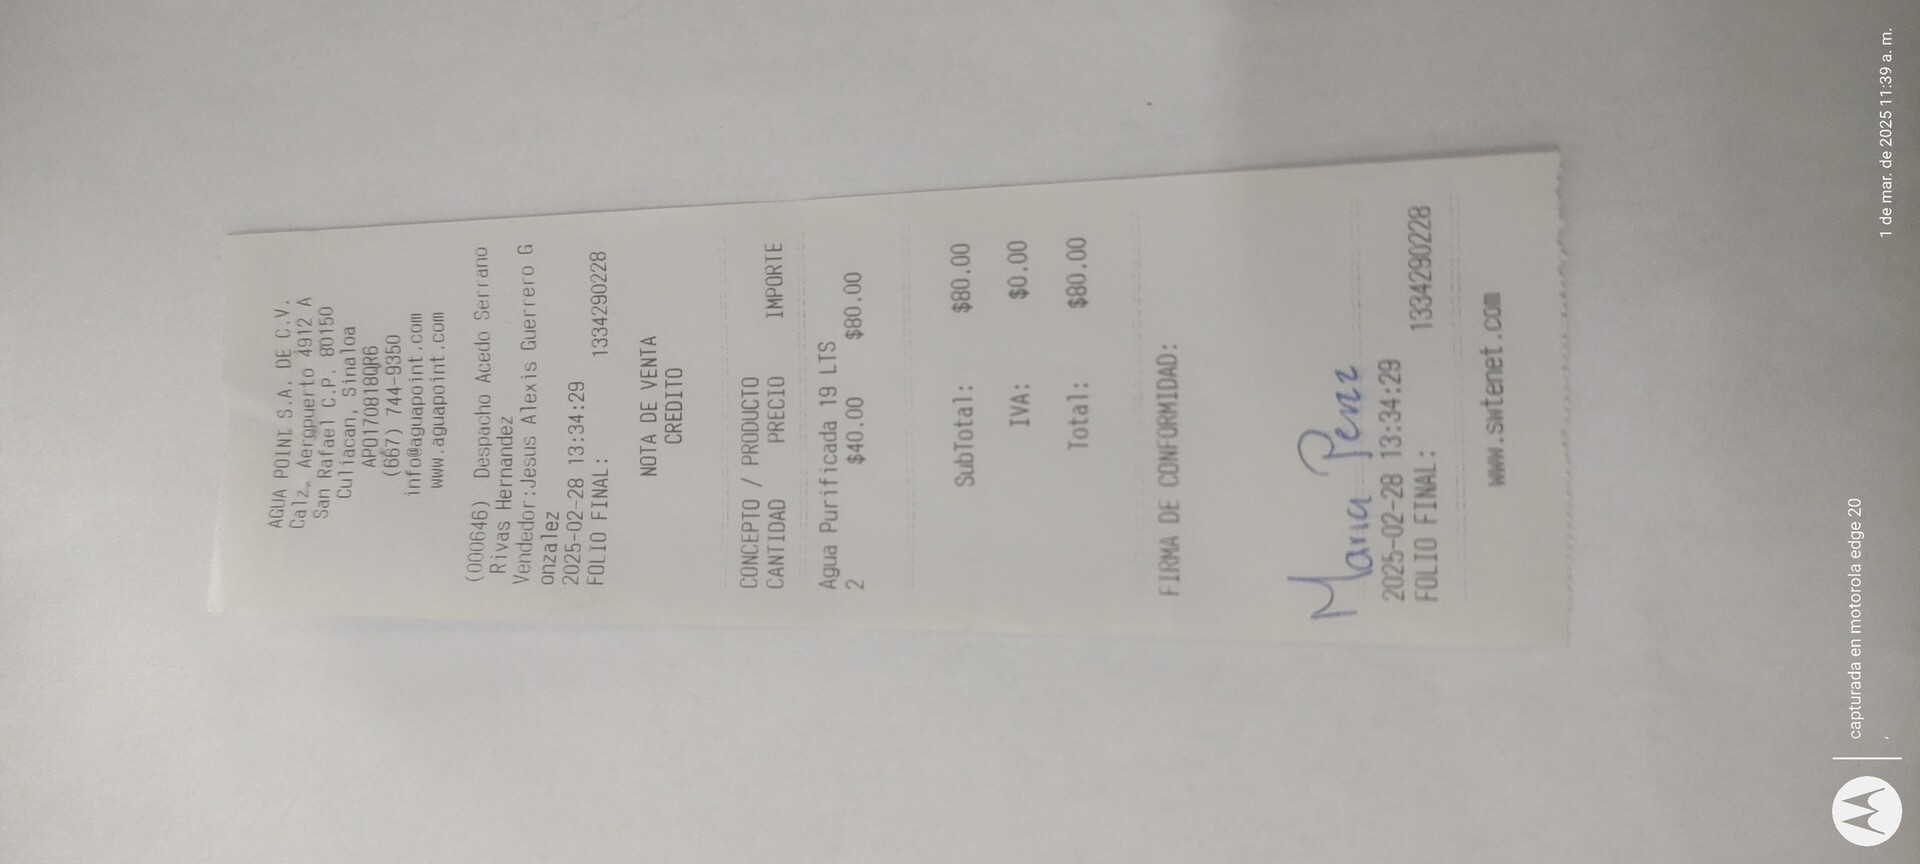 AGUA POINT S.A. DE C.V.
Calz. Aeropuerto 4912 A
San Rafael C.P. 80150
Culiacan, Sinaloa
APO170818QR6
(667) 744-9350
info@aguapoint.com
www.aguapoint.com
(000646) Despacho Acedo Serrano
Rivas Hernandez
Vendedor:Jesus Alexis Guerrero G
onzalez
2025-02-28 13:34:29
FOLIO FINAL: 1334290228
NOTA DE VENTA
CREDITO
CONCEPTO / PRODUCTO
CANTIDAD PRECIO IMPORTE
Agua Purificada 19 LTS
2 $40.00 $80.00
SubTotal: $80.00
IVA: $0.00
Total: $80.00
FIRMA DE CONFORMIDAD:
Maria
2025-02-28 13:34:29
FOLIO FINAL: 1334290228
www.swtenet.com
capturada en motorola edge 20
1 de mar. de 2025 11:39 a. m.